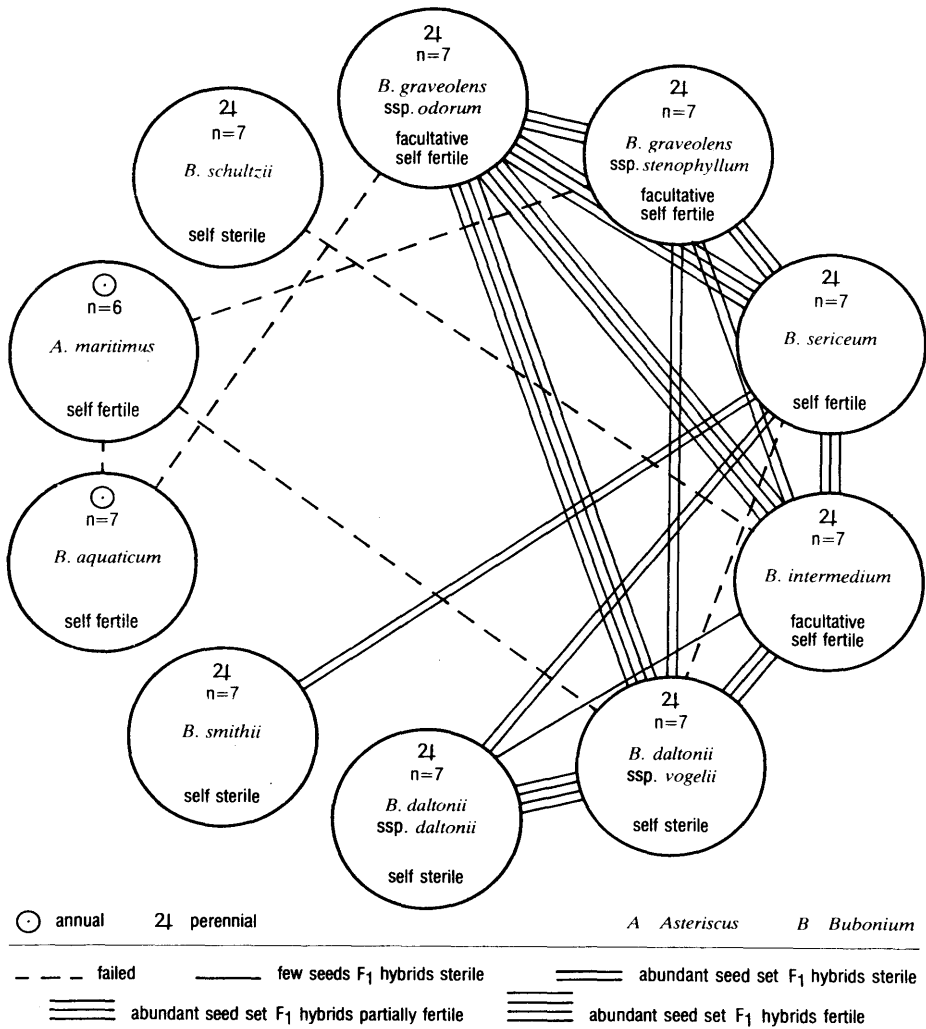 ♃
n=7
B. graveolens
ssp. odorum
facultative
self fertile
♃
n=7
B. graveolens
ssp. stenophyllum
facultative
self fertile
♃
n=7
B. schultzii
self sterile
♃
n=7
B. sericeum
self fertile
☉
n=6
A. maritimus
self fertile
☉
n=7
B. aquaticum
self fertile
♃
n=7
B. intermedium
facultative
self fertile
♃
n=7
B. smithii
self sterile
♃
n=7
B. daltonii
ssp. vogelii
self sterile
♃
n=7
B. daltonii
ssp. daltonii
self sterile
☉ annual ♃ perennial A Asteriscus B Bubonium
failed few seeds F1 hybrids sterile abundant seed set F1 hybrids sterile
abundant seed set F1 hybrids partially fertile abundant seed set F1 hybrids fertile